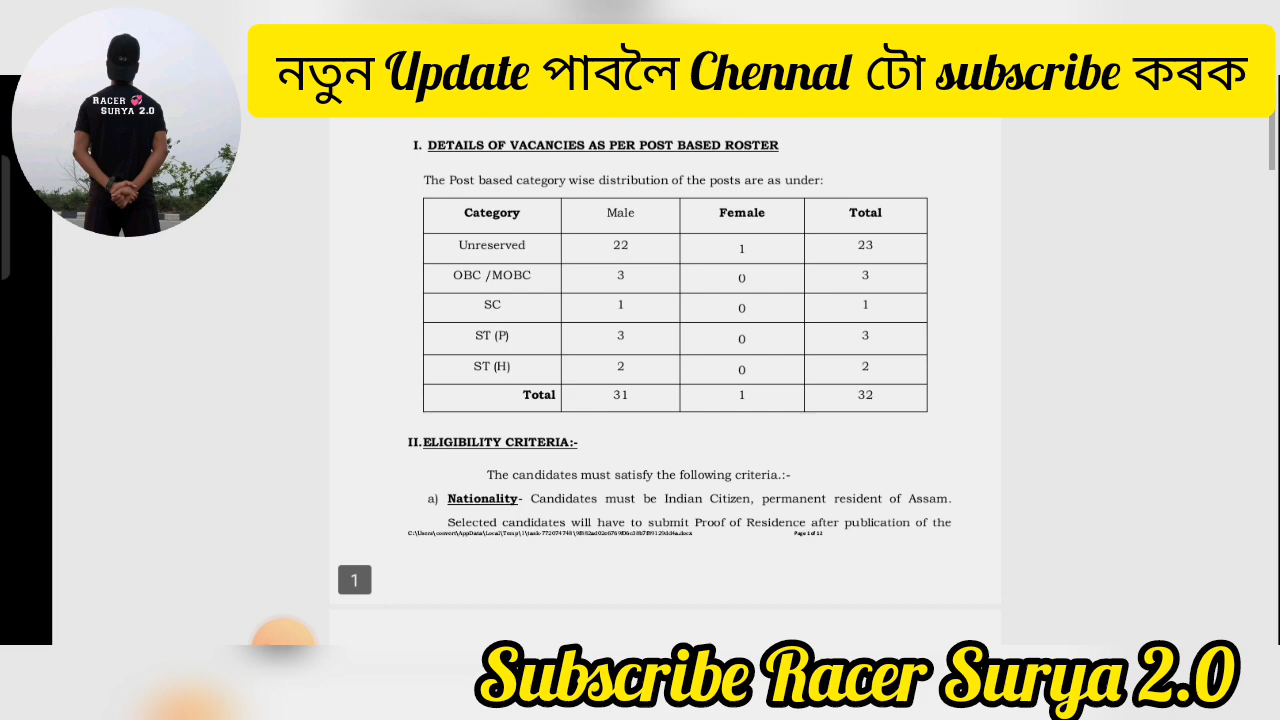 নতুন Update পাবলৈ Chennal টো subscribe কৰক
RACER 💞
SURYA 2.0
I. DETAILS OF VACANCIES AS PER POST BASED ROSTER
The Post based category wise distribution of the posts are as under:
Category Male Female Total
Unreserved 22 1 23
OBC /MOBC 3 0 3
SC 1 0 1
ST (P) 3 0 3
ST (H) 2 0 2
Total 31 1 32
II.ELIGIBILITY CRITERIA:-
The candidates must satisfy the following criteria.:-
a) Nationality- Candidates must be Indian Citizen, permanent resident of Assam.
Selected candidates will have to submit Proof of Residence after publication of the
Page 1 of 12
1
Subscribe Racer Surya 2.0